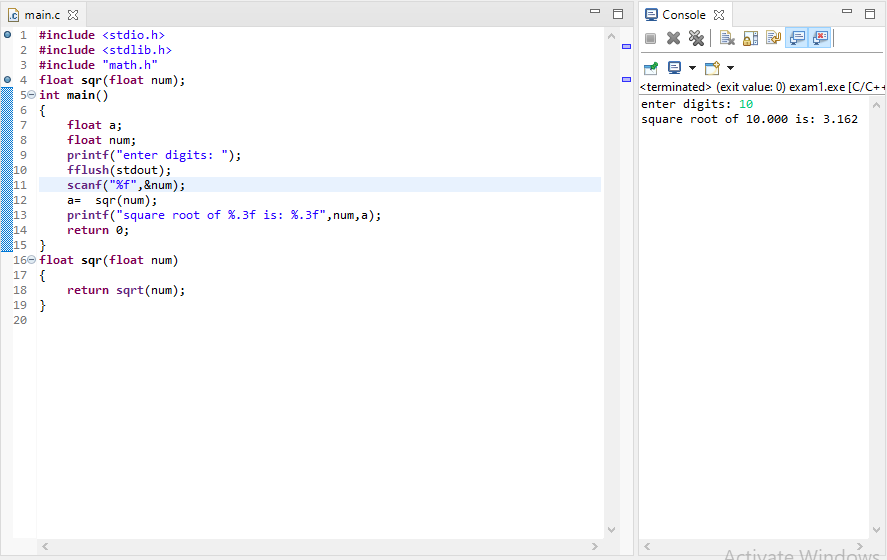 main.c
1 #include <stdio.h>
2 #include <stdlib.h>
3 #include "math.h"
4 float sqr(float num);
5 int main()
6 {
7     float a;
8     float num;
9     printf("enter digits: ");
10     fflush(stdout);
11     scanf("%f",&num);
12     a=  sqr(num);
13     printf("square root of %.3f is: %.3f",num,a);
14     return 0;
15 }
16 float sqr(float num)
17 {
18     return sqrt(num);
19 }
20
Console
<terminated> (exit value: 0) exam1.exe [C/C++
enter digits: 10
square root of 10.000 is: 3.162
Activate Windows